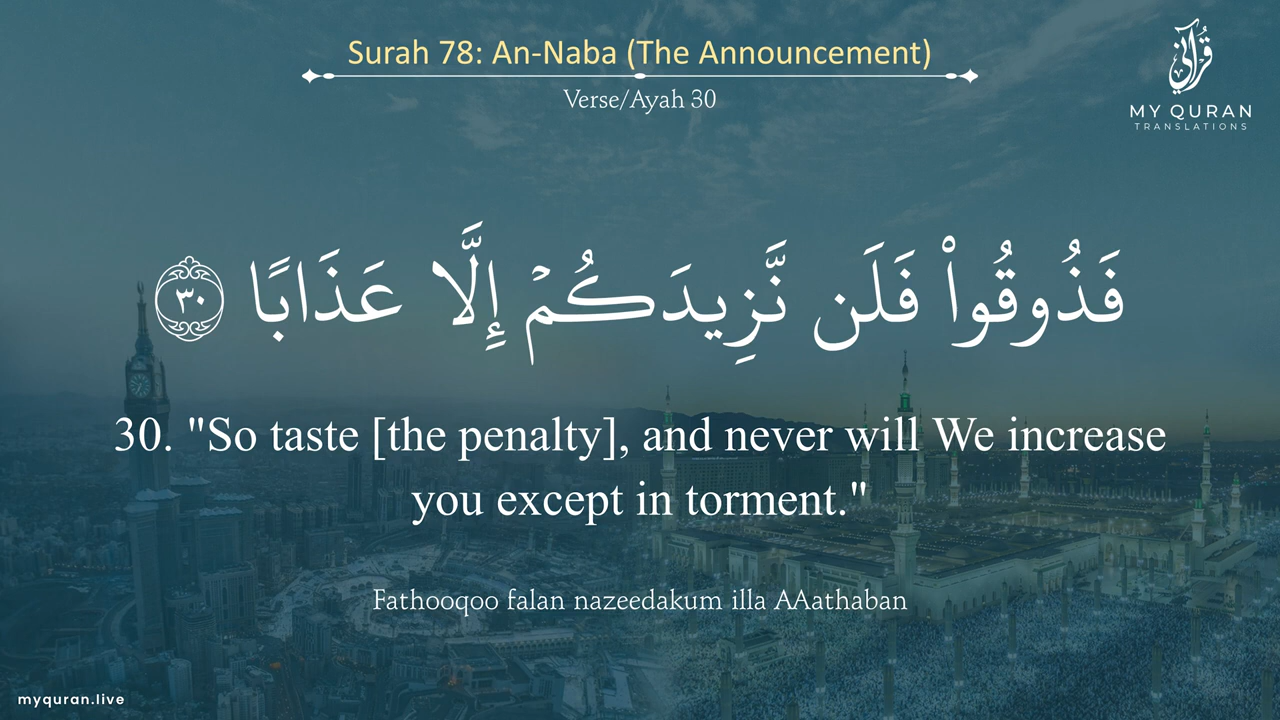 Surah 78: An-Naba (The Announcement)
Verse/Ayah 30
قرآني
MY QURAN
TRANSLATIONS
فَذُوقُوا۟ فَلَن نَّزِيدَكُمْ إِلَّا عَذَابًا ٣٠
30. "So taste [the penalty], and never will We increase
you except in torment."
Fathooqoo falan nazeedakum illa AAathaban
myquran.live